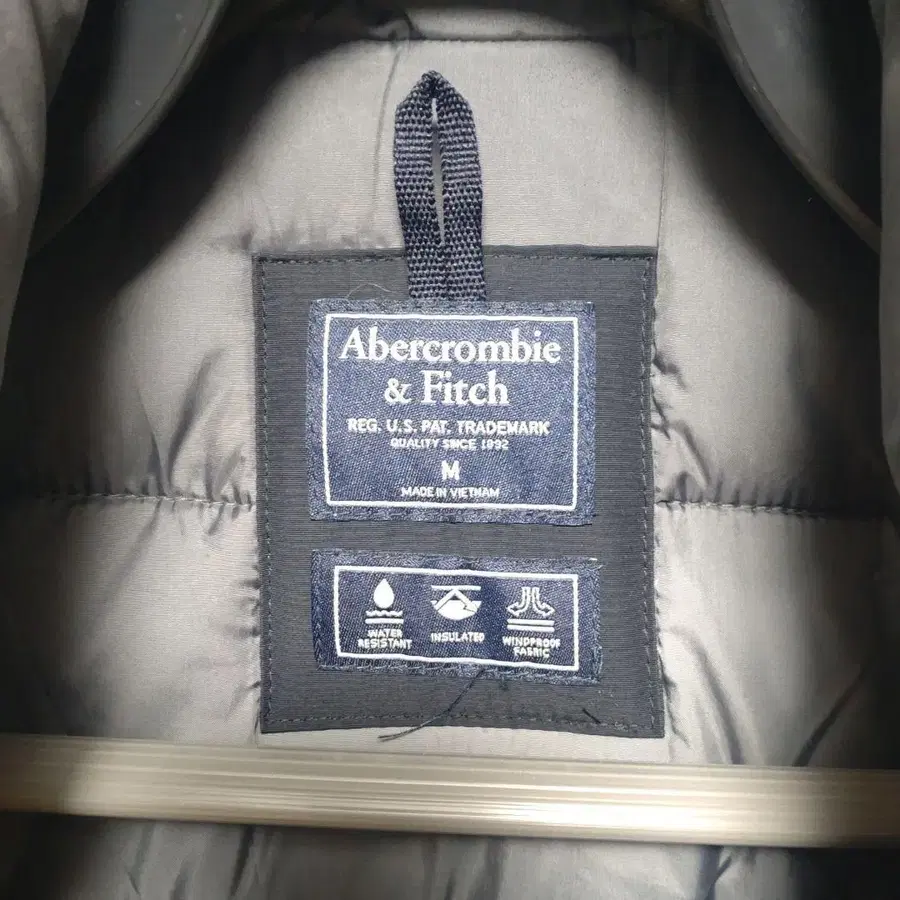 Abercrombie
& Fitch
REG. U.S. PAT. TRADEMARK
QUALITY SINCE 1892
M
MADE IN VIETNAM
WATER
RESISTANT
INSULATED
WINDPROOF
FABRIC